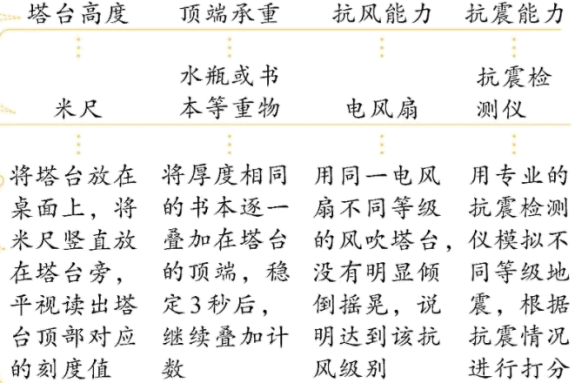 塔台高度
顶端承重
抗风能力
抗震能力
米尺
水瓶或书
本等重物
电风扇
抗震检
测仪
将塔台放在
桌面上，将
米尺竖直放
在塔台旁，
平视读出塔
台顶部对应
的刻度值
将厚度相同
的书本逐一
叠加在塔台
的顶端，稳
定3秒后，
继续叠加计
数
用同一电风
扇不同等级
的风吹塔台，
没有明显倾
倒摇晃，说
明达到该抗
风级别
用专业的
抗震检测
仪模拟不
同等级地
震，根据
抗震情况
进行打分